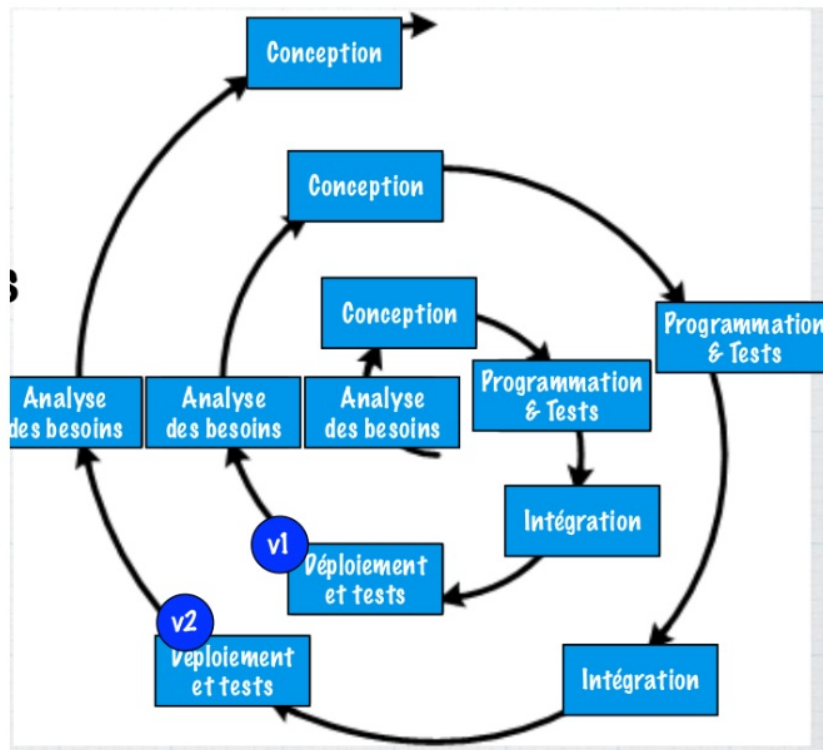 Conception
Conception
s
Conception
Programmation
& Tests
Analyse
des besoins
Analyse
des besoins
Analyse
des besoins
Programmation
& Tests
Intégration
v1
Déploiement
et tests
v2
Déploiement
et tests
Intégration